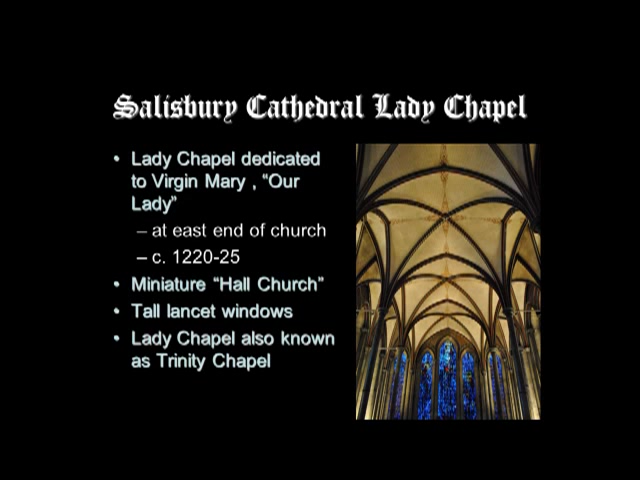 Salisbury Cathedral Lady Chapel
• Lady Chapel dedicated
to Virgin Mary , “Our
Lady”
– at east end of church
– c. 1220-25
• Miniature “Hall Church”
• Tall lancet windows
• Lady Chapel also known
as Trinity Chapel